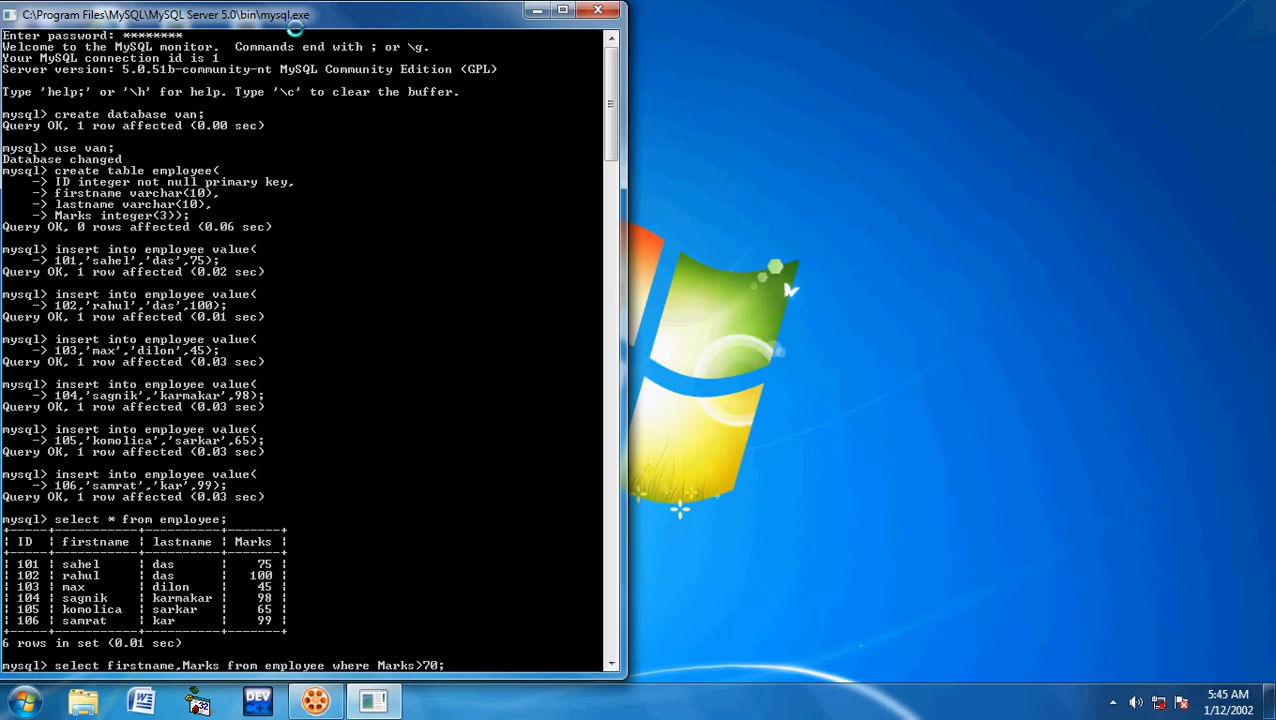 C:\Program Files\MySQL\MySQL Server 5.0\bin\mysql.exe
Enter password: ********
Welcome to the MySQL monitor.  Commands end with ; or \g.
Your MySQL connection id is 1
Server version: 5.0.51b-community-nt MySQL Community Edition (GPL)
Type 'help;' or '\h' for help. Type '\c' to clear the buffer.
mysql> create database van;
Query OK, 1 row affected (0.00 sec)
mysql> use van;
Database changed
mysql> create table employee(
    -> ID integer not null primary key,
    -> firstname varchar(10),
    -> lastname varchar(10),
    -> Marks integer(3));
Query OK, 0 rows affected (0.06 sec)
mysql> insert into employee value(
    -> 101,'sahel','das',75);
Query OK, 1 row affected (0.02 sec)
mysql> insert into employee value(
    -> 102,'rahul','das',100);
Query OK, 1 row affected (0.01 sec)
mysql> insert into employee value(
    -> 103,'max','dilon',45);
Query OK, 1 row affected (0.03 sec)
mysql> insert into employee value(
    -> 104,'sagnik','karmakar',98);
Query OK, 1 row affected (0.03 sec)
mysql> insert into employee value(
    -> 105,'komolica','sarkar',65);
Query OK, 1 row affected (0.03 sec)
mysql> insert into employee value(
    -> 106,'samrat','kar',99);
Query OK, 1 row affected (0.03 sec)
mysql> select * from employee;
+-----+-----------+----------+-------+
| ID  | firstname | lastname | Marks |
+-----+-----------+----------+-------+
| 101 | sahel     | das      |    75 |
| 102 | rahul     | das      |   100 |
| 103 | max       | dilon    |    45 |
| 104 | sagnik    | karmakar |    98 |
| 105 | komolica  | sarkar   |    65 |
| 106 | samrat    | kar      |    99 |
+-----+-----------+----------+-------+
6 rows in set (0.01 sec)
mysql> select firstname,Marks from employee where Marks>70;
W
32
DEV
C++
5:45 AM
1/12/2002